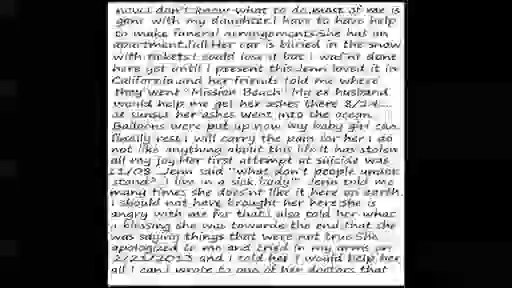 now.I don't know what to do.most of me is
gone with my daughter.I have to have help
to make funeral arrangements.She has an
apartment.Full Her car is buried in the snow
with tickets.I could lose it but I was'nt done
here yet until I present this.Jenn loved it in
California.and her friends told me where
they went "Mission Beach" My ex husband
would help me get her ashes there 8/24...
at sunset her ashes went into the ocean.
Balloons were put up now my baby girl can
finally rest.I will carry the pain for her.I do
not like anything about this life.It has stolen
all my joy.Her first attempt at suicide was
11/08 .Jenn said "what don't people
stand? I live in a sick body" Jenn told me
many times she does'nt like it here on earth.
I should not have brought her here.she is
angry with me for that.I also told her what
a blessing she was towards the end that she
was saying things that were not true.She
apologized to me and cried in my arms on
2/21/2013 and I told her I would help her
all I can.I wrote to one of her doctors that